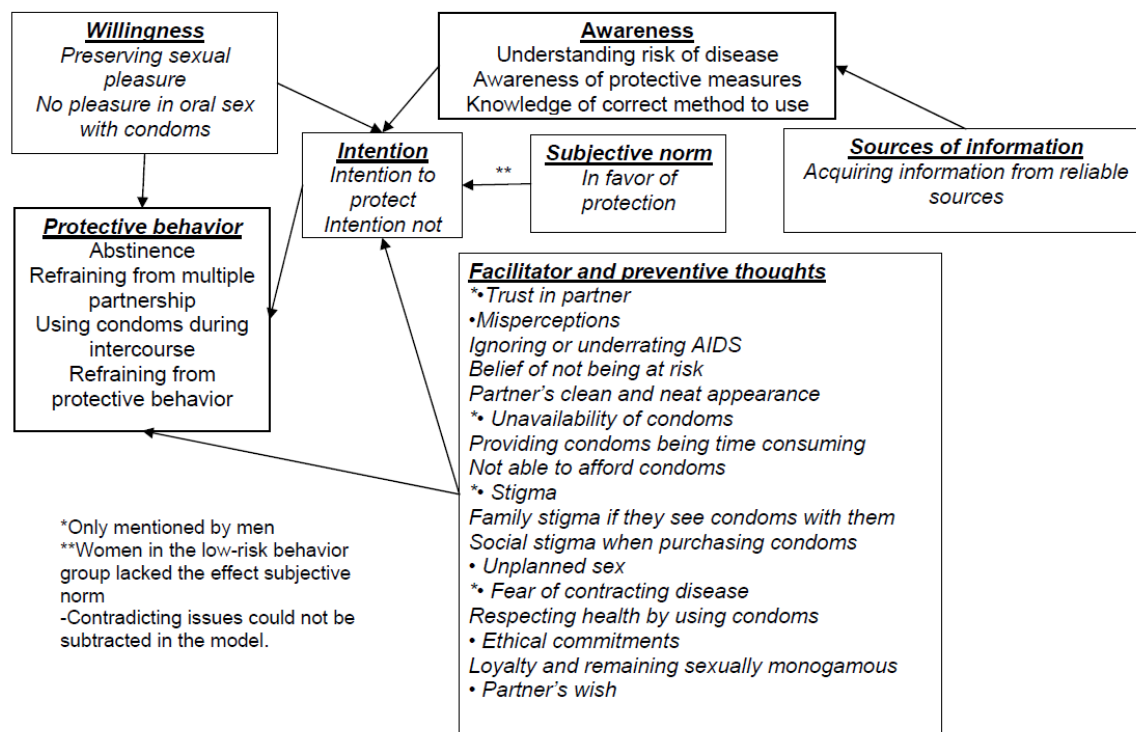 Willingness
Preserving sexual
pleasure
No pleasure in oral sex
with condoms
Awareness
Understanding risk of disease
Awareness of protective measures
Knowledge of correct method to use
Intention
Intention to
protect
Intention not
**
Subjective norm
In favor of
protection
Sources of information
Acquiring information from reliable
sources
Protective behavior
Abstinence
Refraining from multiple
partnership
Using condoms during
intercourse
Refraining from
protective behavior
Facilitator and preventive thoughts
*•Trust in partner
•Misperceptions
Ignoring or underrating AIDS
Belief of not being at risk
Partner's clean and neat appearance
*• Unavailability of condoms
Providing condoms being time consuming
Not able to afford condoms
*• Stigma
Family stigma if they see condoms with them
Social stigma when purchasing condoms
• Unplanned sex
*• Fear of contracting disease
Respecting health by using condoms
• Ethical commitments
Loyalty and remaining sexually monogamous
• Partner's wish
*Only mentioned by men
**Women in the low-risk behavior
group lacked the effect subjective
norm
-Contradicting issues could not be
subtracted in the model.